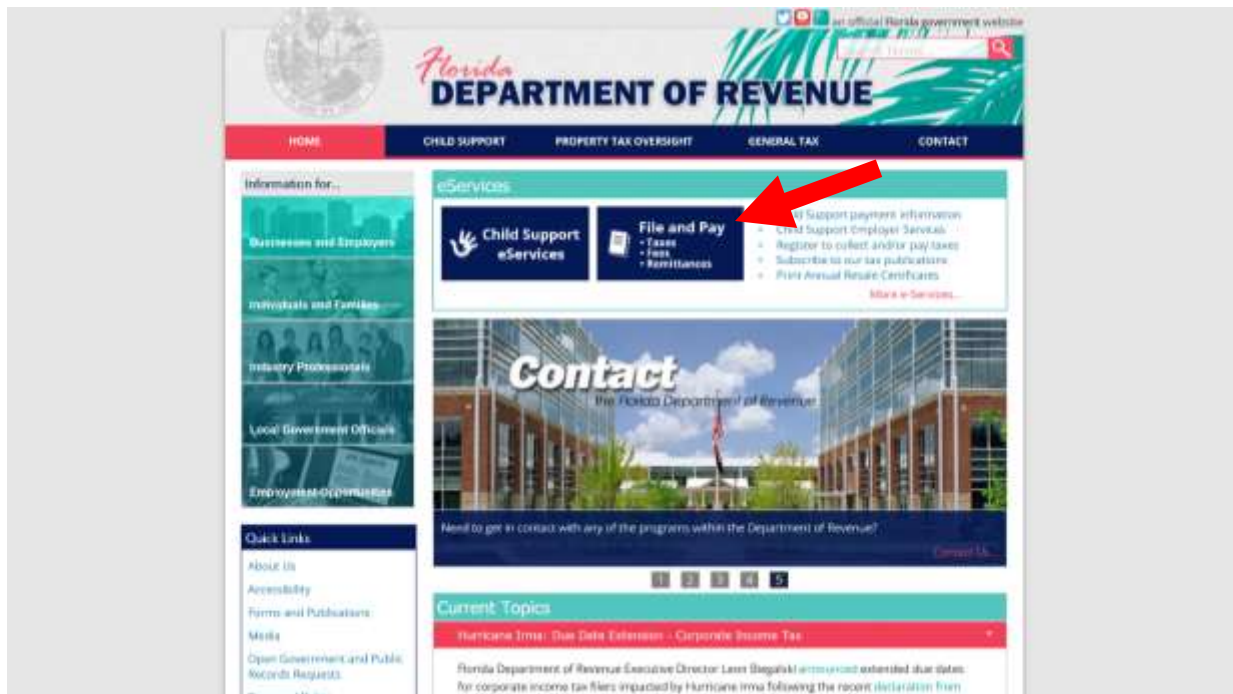 an official Florida government website
Florida
DEPARTMENT OF REVENUE
HOME
CHILD SUPPORT
PROPERTY TAX OVERSIGHT
GENERAL TAX
CONTACT
Information for...
Businesses and Employers
Individuals and Families
Industry Professionals
Local Government Officials
Employment Opportunities
Quick Links
About Us
Accessibility
Forms and Publications
Media
Open Government and Public
Records Requests
eServices
Child Support
eServices
File and Pay
• Taxes
• Fees
• Remittances
Child Support payment information
Child Support Employer Services
Register to collect and/or pay taxes
Subscribe to our tax publications
Print Annual Resale Certificates
More e-Services...
Contact
the Florida Department of Revenue
Need to get in contact with any of the programs within the Department of Revenue?
Contact Us...
1 2 3 4 5
Current Topics
Hurricane Irma: Due Date Extension - Corporate Income Tax
Florida Department of Revenue Executive Director Leon Biegalski announced extended due dates
for corporate income tax filers impacted by Hurricane Irma following the recent declaration from